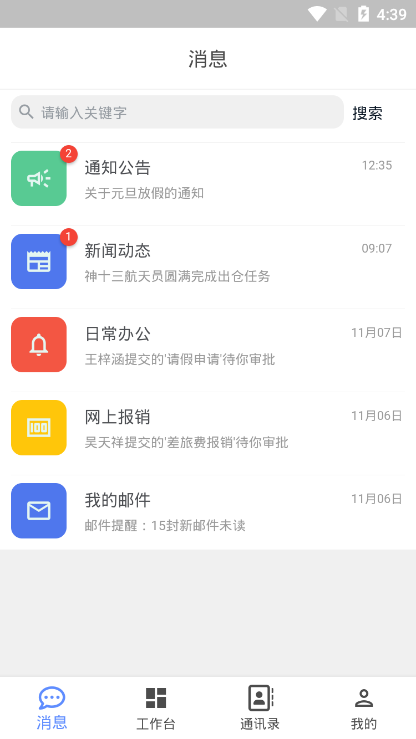 4:39
消息
请输入关键字 搜索
2
通知公告 12:35
关于元旦放假的通知
1
新闻动态 09:07
神十三航天员圆满完成出仓任务
日常办公 11月07日
王梓涵提交的'请假申请'待你审批
100
网上报销 11月06日
吴天祥提交的'差旅费报销'待你审批
我的邮件 11月06日
邮件提醒：15封新邮件未读
消息 工作台 通讯录 我的